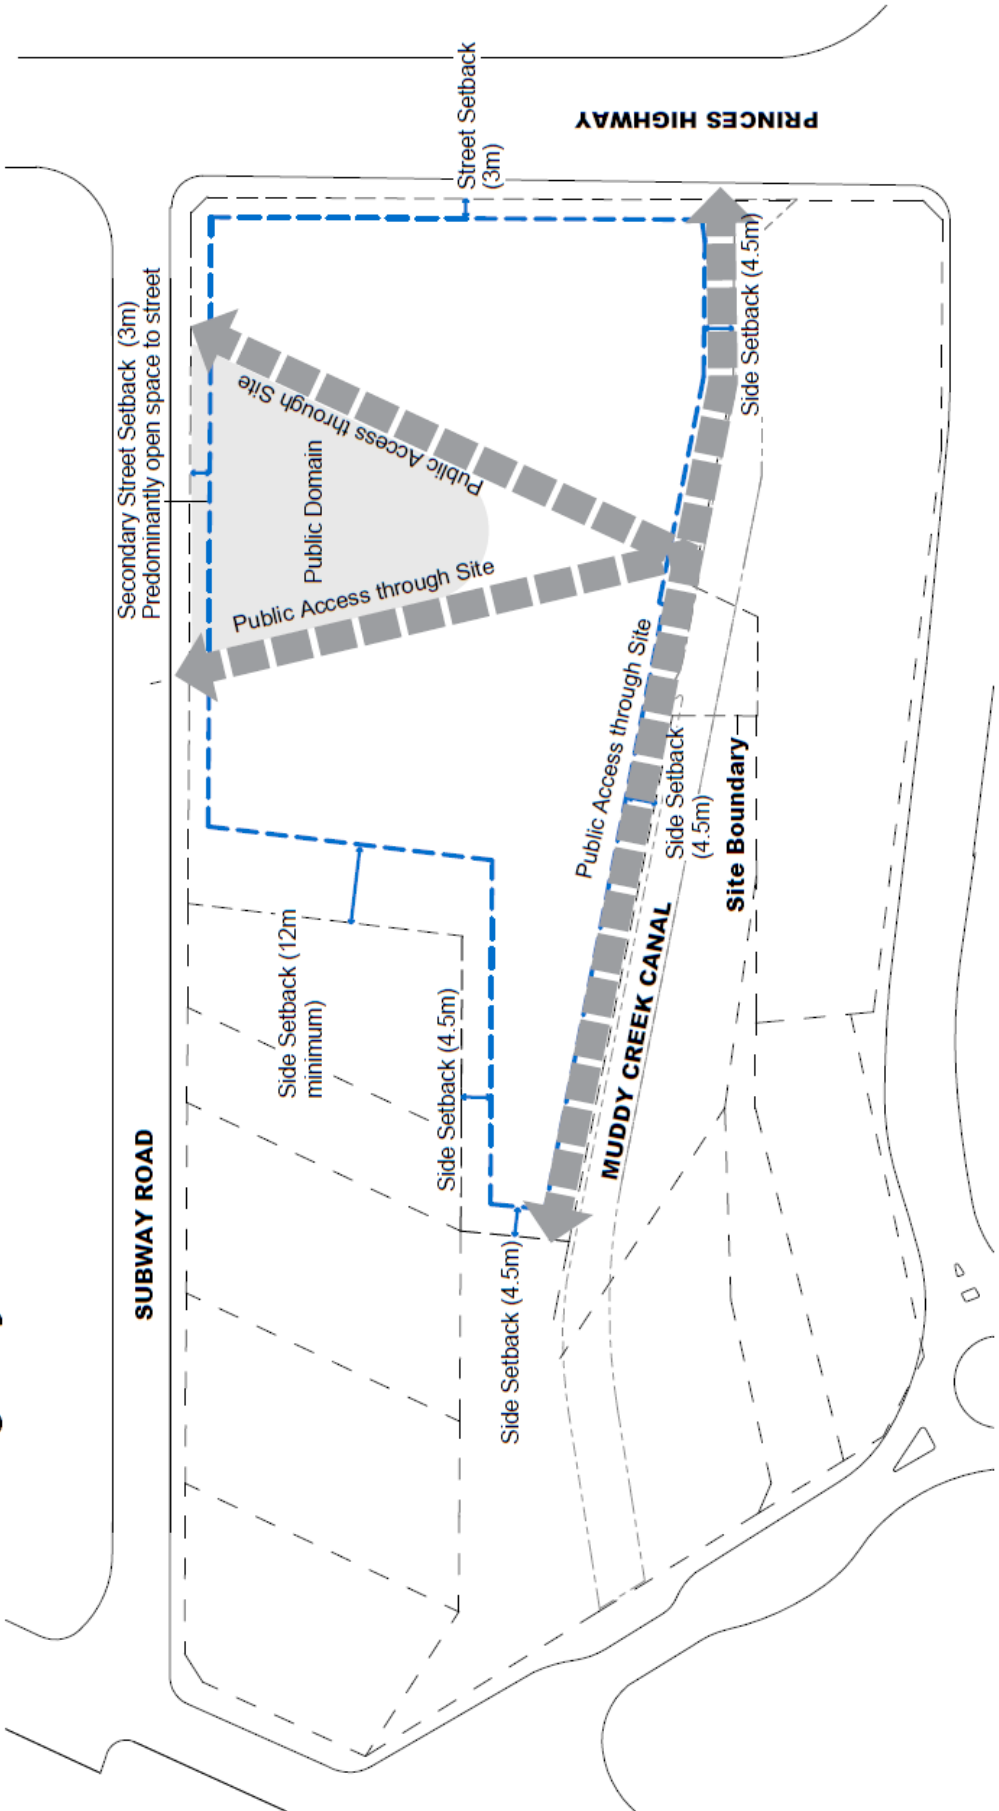 PRINCES HIGHWAY
Street Setback
(3m)
Secondary Street Setback (3m)
Predominantly open space to street
Public Access through Site
Public Domain
Public Access through Site
Side Setback (4.5m)
Public Access through Site
Side Setback
(4.5m)
Site Boundary
MUDDY CREEK CANAL
Side Setback (12m
minimum)
Side Setback (4.5m)
Side Setback (4.5m)
SUBWAY ROAD